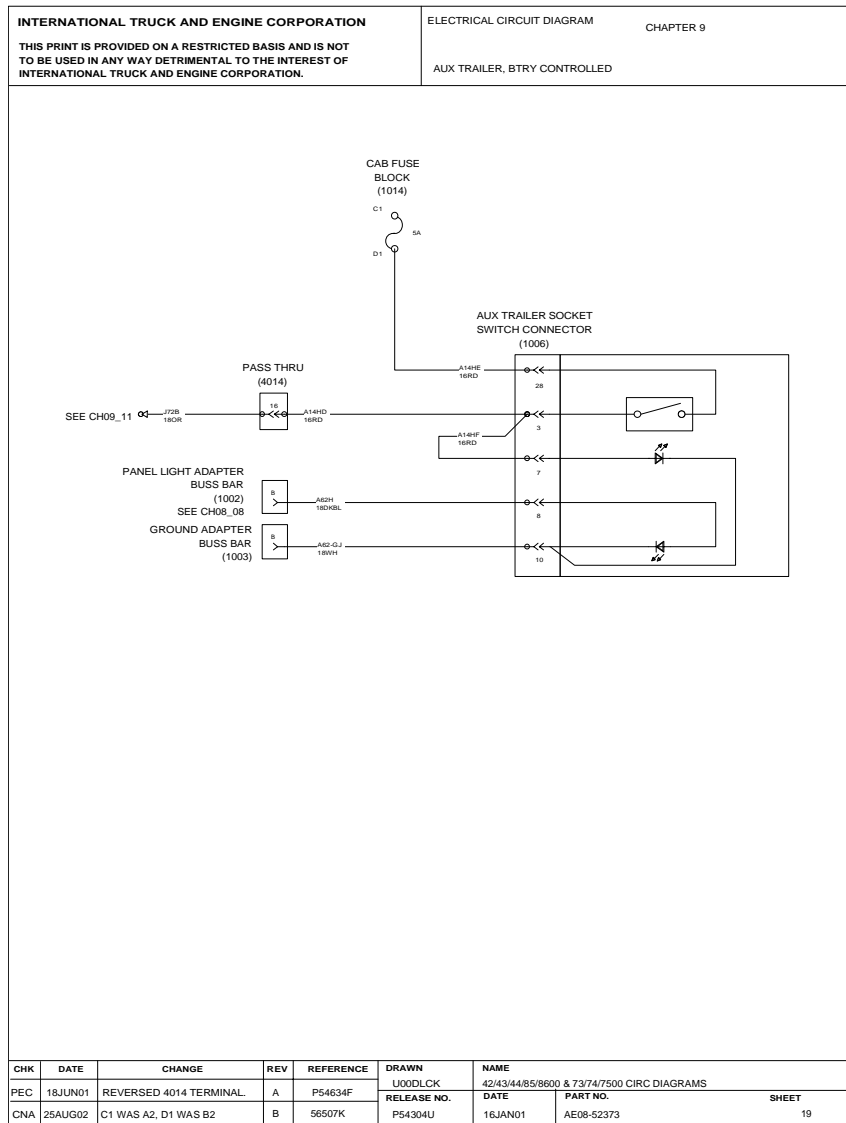 INTERNATIONAL TRUCK AND ENGINE CORPORATION
THIS PRINT IS PROVIDED ON A RESTRICTED BASIS AND IS NOT
TO BE USED IN ANY WAY DETRIMENTAL TO THE INTEREST OF
INTERNATIONAL TRUCK AND ENGINE CORPORATION.
ELECTRICAL CIRCUIT DIAGRAM
CHAPTER 9
AUX TRAILER, BTRY CONTROLLED
CAB FUSE
BLOCK
(1014)
C1
5A
D1
AUX TRAILER SOCKET
SWITCH CONNECTOR
(1006)
A14HE
16RD
28
PASS THRU
(4014)
16
SEE CH09_11
J72B
18OR
A14HD
16RD
3
A14HF
16RD
7
PANEL LIGHT ADAPTER
BUSS BAR
(1002)
SEE CH08_08
B
A62H
18DKBL
8
GROUND ADAPTER
BUSS BAR
(1003)
B
A62-GJ
18WH
10
CHK DATE CHANGE REV REFERENCE DRAWN NAME
U00DLCK 42/43/44/85/8600 & 73/74/7500 CIRC DIAGRAMS
PEC 18JUN01 REVERSED 4014 TERMINAL. A P54634F RELEASE NO. DATE PART NO. SHEET
CNA 25AUG02 C1 WAS A2, D1 WAS B2 B 56507K P54304U 16JAN01 AE08-52373 19